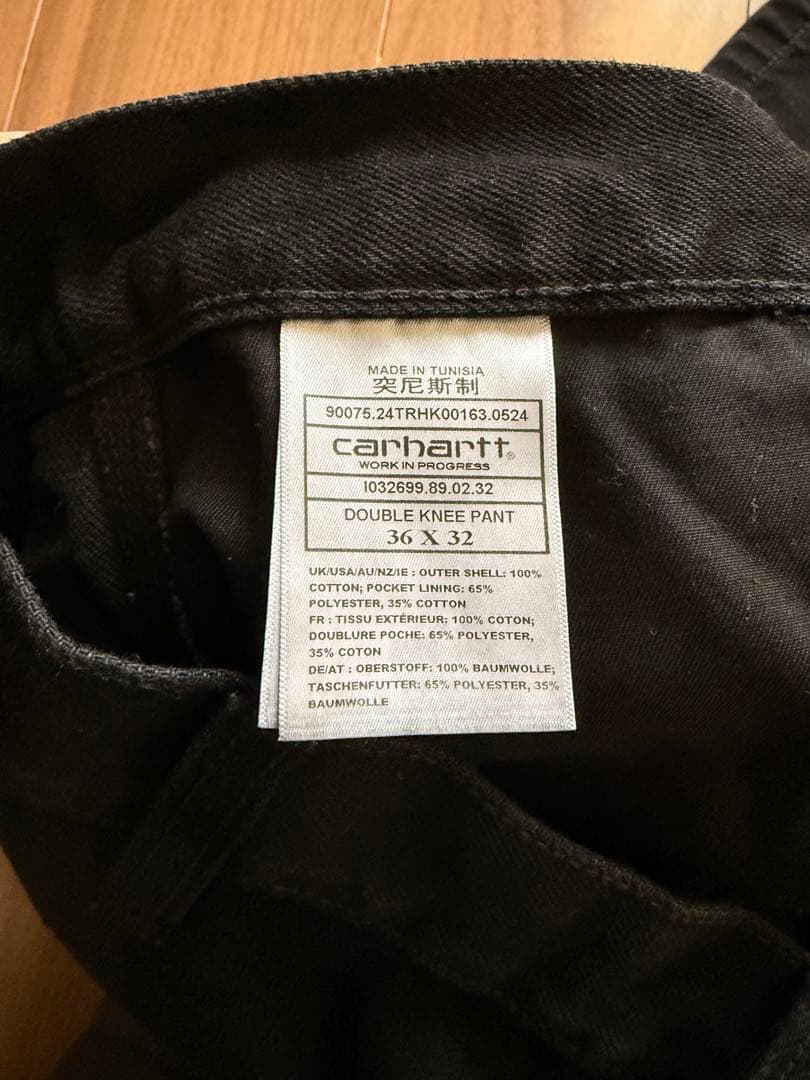 MADE IN TUNISIA
突尼斯制
90075.24TRHK00163.0524
carhartt®
WORK IN PROGRESS
I032699.89.02.32
DOUBLE KNEE PANT
36 X 32
UK/USA/AU/NZ/IE : OUTER SHELL: 100%
COTTON; POCKET LINING: 65%
POLYESTER, 35% COTTON
FR : TISSU EXTÉRIEUR: 100% COTON;
DOUBLURE POCHE: 65% POLYESTER,
35% COTON
DE/AT : OBERSTOFF: 100% BAUMWOLLE;
TASCHENFUTTER: 65% POLYESTER, 35%
BAUMWOLLE